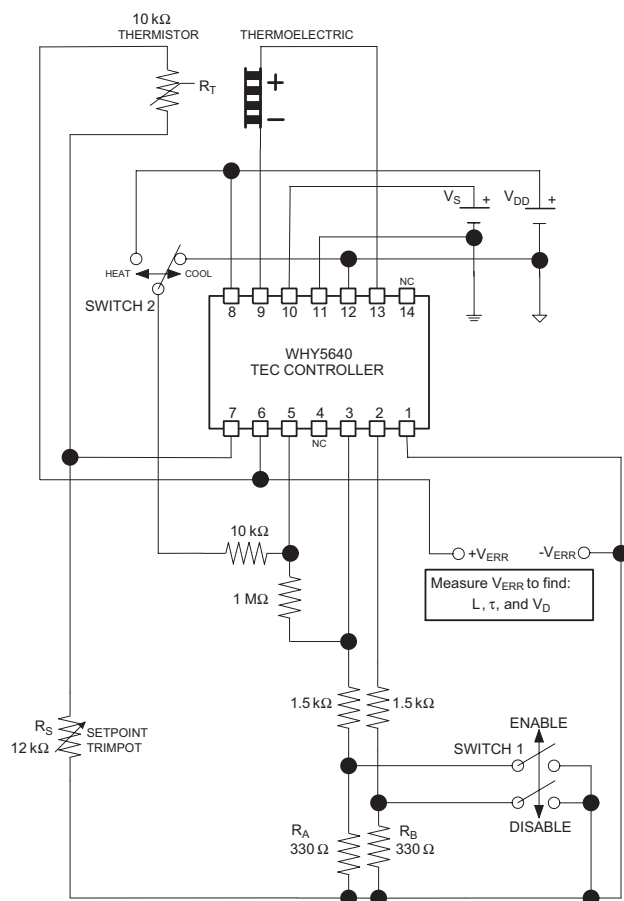 10 kΩ
THERMISTOR
THERMOELECTRIC
R_T
+
−
V_S
+
V_DD
+
HEAT
COOL
SWITCH 2
NC
8
9
10
11
12
13
14
WHY5640
TEC CONTROLLER
7
6
5
4
3
2
1
NC
10 kΩ
+V_ERR
-V_ERR
1 MΩ
Measure V_ERR to find:
L, τ, and V_D
1.5 kΩ
1.5 kΩ
R_S
12 kΩ
SETPOINT
TRIMPOT
ENABLE
SWITCH 1
DISABLE
R_A
330 Ω
R_B
330 Ω